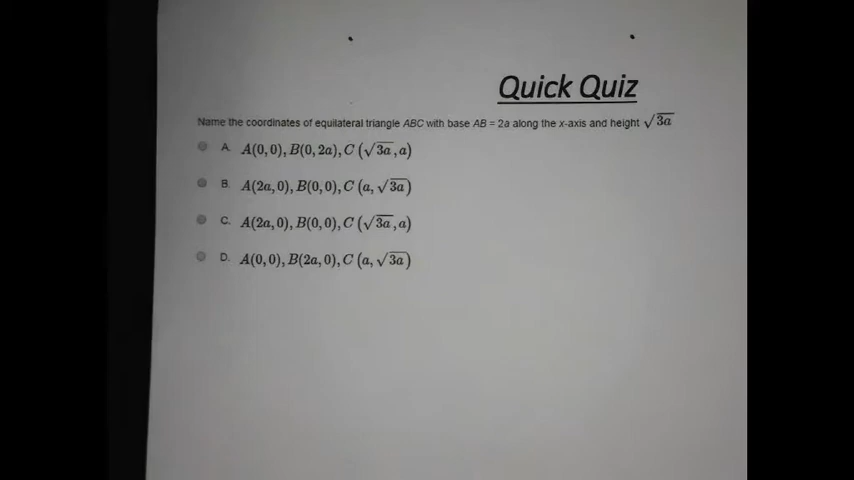 Quick Quiz
Name the coordinates of equilateral triangle ABC with base AB = 2a along the x-axis and height √3a
A. A(0,0), B(0,2a), C (√3a, a)
B. A(2a,0), B(0,0), C (a, √3a)
C. A(2a,0), B(0,0), C (√3a, a)
D. A(0,0), B(2a,0), C (a, √3a)